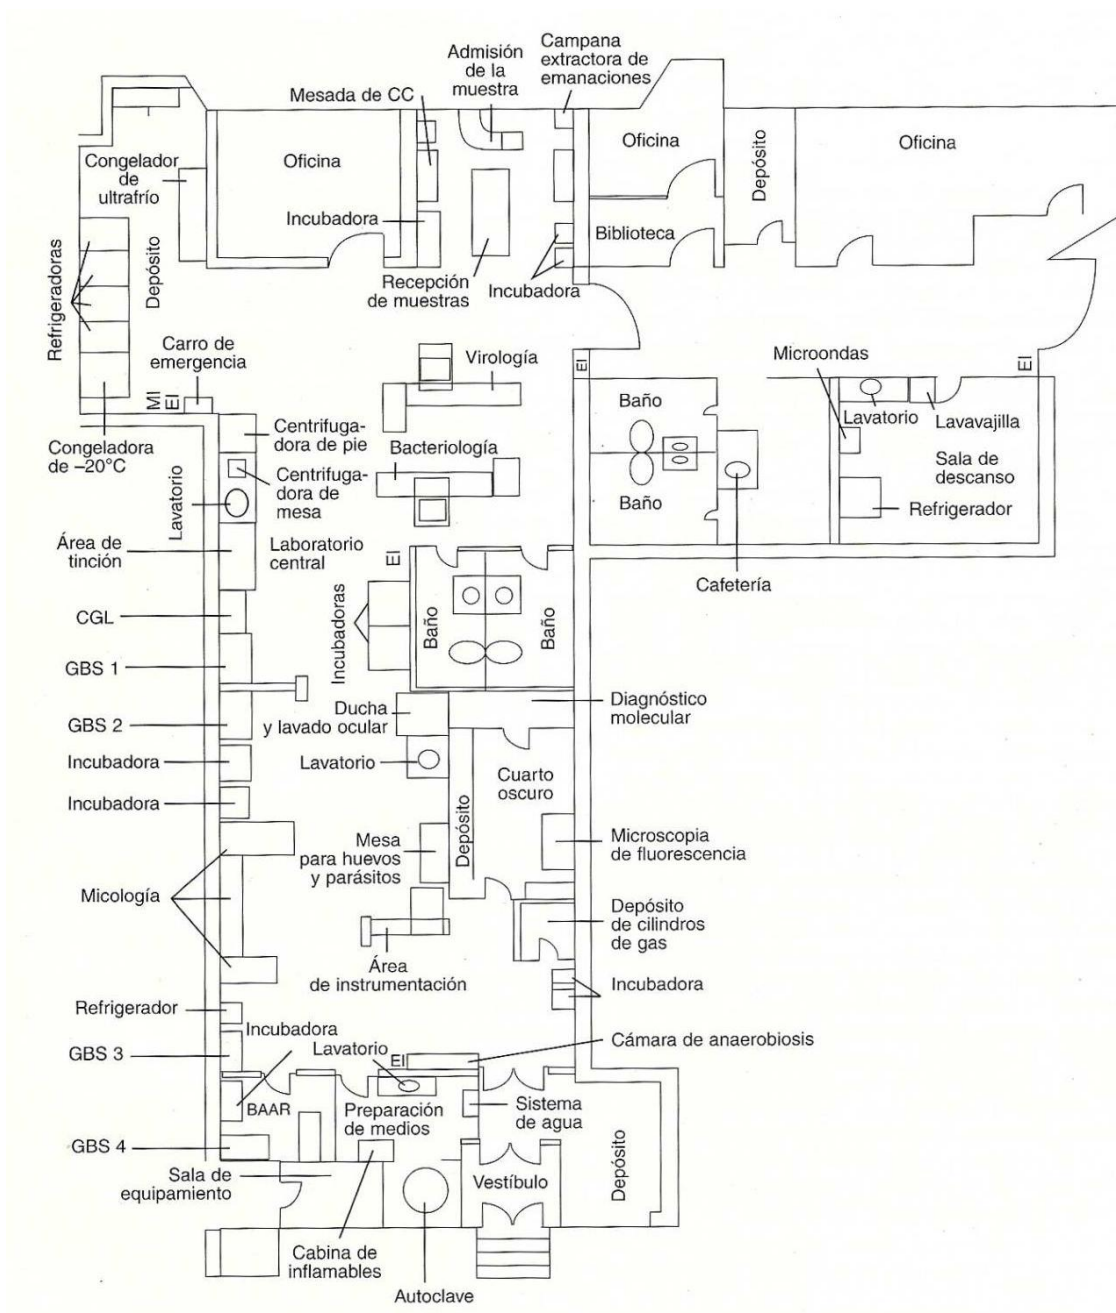 Admisión
de la
muestra
Campana
extractora de
emanaciones
Mesada de CC
Congelador
de
ultrafrío
Oficina
Oficina
Depósito
Oficina
Incubadora
Biblioteca
Depósito
Refrigeradoras
Recepción
de muestras
Incubadora
Carro de
emergencia
Virología
EI
Microondas
EI
MI
EI
Baño
Lavatorio
Lavavajilla
Congeladora
de –20°C
Centrifuga-
dora de pie
Bacteriología
Sala de
descanso
Lavatorio
Centrifuga-
dora de
mesa
Baño
Refrigerador
Área de
tinción
Laboratorio
central
EI
Cafetería
CGL
Incubadoras
Baño
Baño
GBS 1
GBS 2
Ducha
y lavado ocular
Diagnóstico
molecular
Incubadora
Lavatorio
Cuarto
oscuro
Incubadora
Depósito
Mesa
para huevos
y parásitos
Microscopia
de fluorescencia
Micología
Depósito
de cilindros
de gas
Área
de instrumentación
Incubadora
Refrigerador
Incubadora
Lavatorio
EI
Cámara de anaerobiosis
GBS 3
BAAR
Preparación
de medios
Sistema
de agua
GBS 4
Sala de
equipamiento
Vestíbulo
Depósito
Cabina de
inflamables
Autoclave